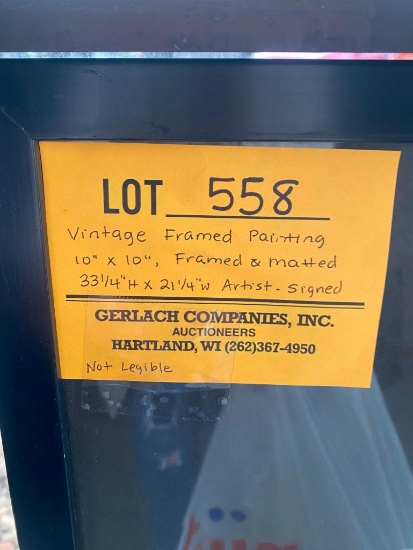 LOT 558
Vintage Framed Painting
10" x 10", Framed & matted
33 1/4" H x 21 1/4" W Artist-Signed
GERLACH COMPANIES, INC.
AUCTIONEERS
HARTLAND, WI (262)367-4950
Not Legible